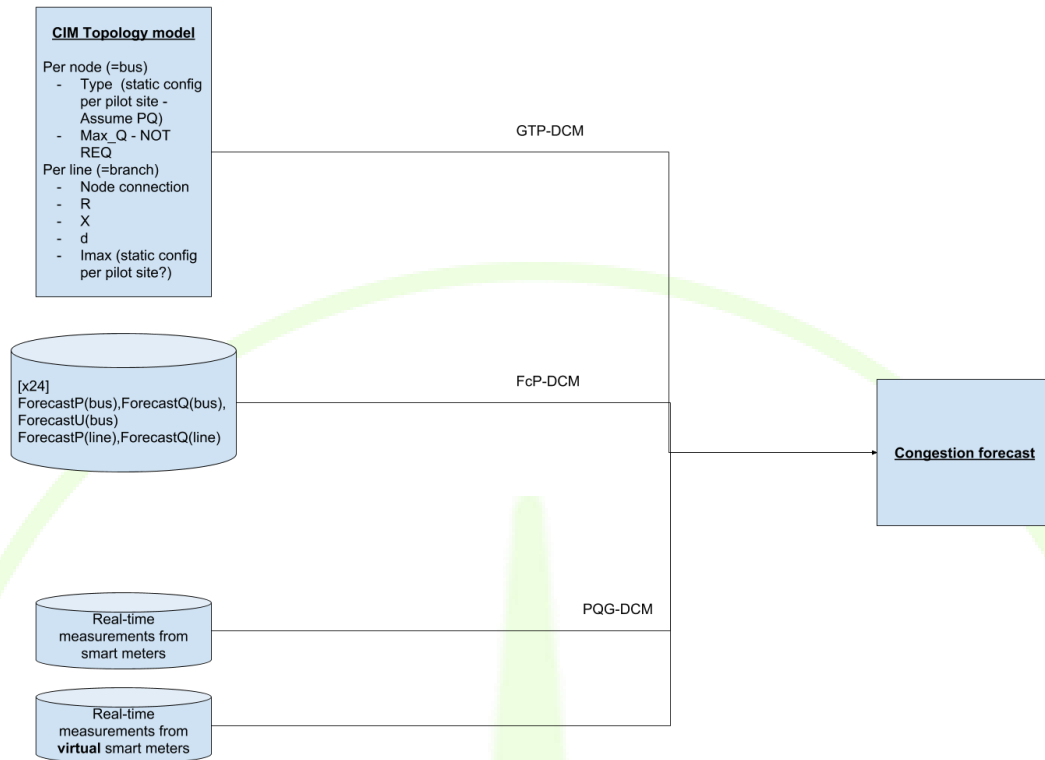 CIM Topology model
Per node (=bus)
- Type (static config
per pilot site -
Assume PQ)
- Max_Q - NOT
REQ
Per line (=branch)
- Node connection
- R
- X
- d
- Imax (static config
per pilot site?)
GTP-DCM
[x24]
ForecastP(bus),ForecastQ(bus),
ForecastU(bus)
ForecastP(line),ForecastQ(line)
FcP-DCM
Congestion forecast
Real-time
measurements from
smart meters
PQG-DCM
Real-time
measurements from
virtual smart meters